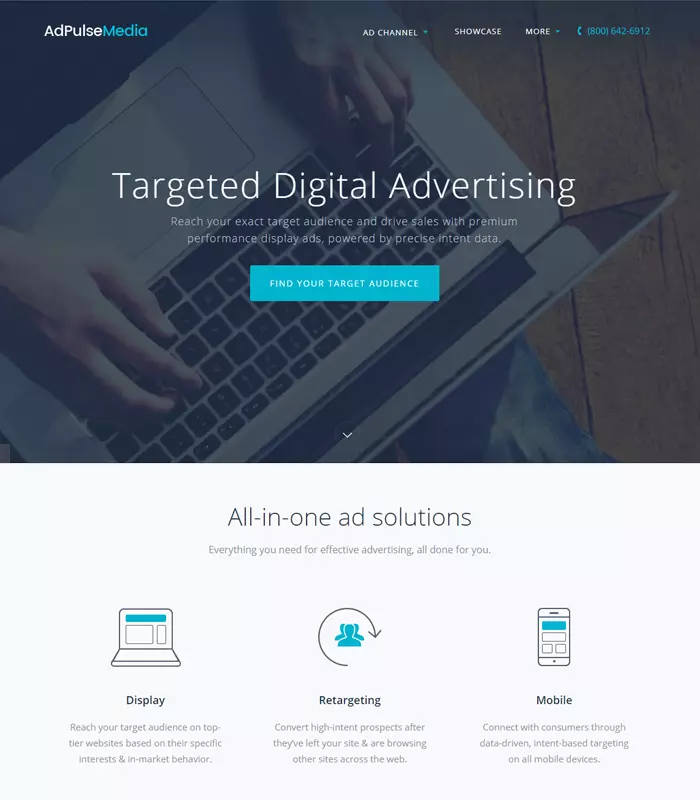 AdPulseMedia
AD CHANNEL
SHOWCASE
MORE
(800) 642-6912
Targeted Digital Advertising
Reach your exact target audience and drive sales with premium
performance display ads, powered by precise intent data.
FIND YOUR TARGET AUDIENCE
All-in-one ad solutions
Everything you need for effective advertising, all done for you.
Display
Reach your target audience on top-
tier websites based on their specific
interests & in-market behavior.
Retargeting
Convert high-intent prospects after
they've left your site & are browsing
other sites across the web.
Mobile
Connect with consumers through
data-driven, intent-based targeting
on all mobile devices.